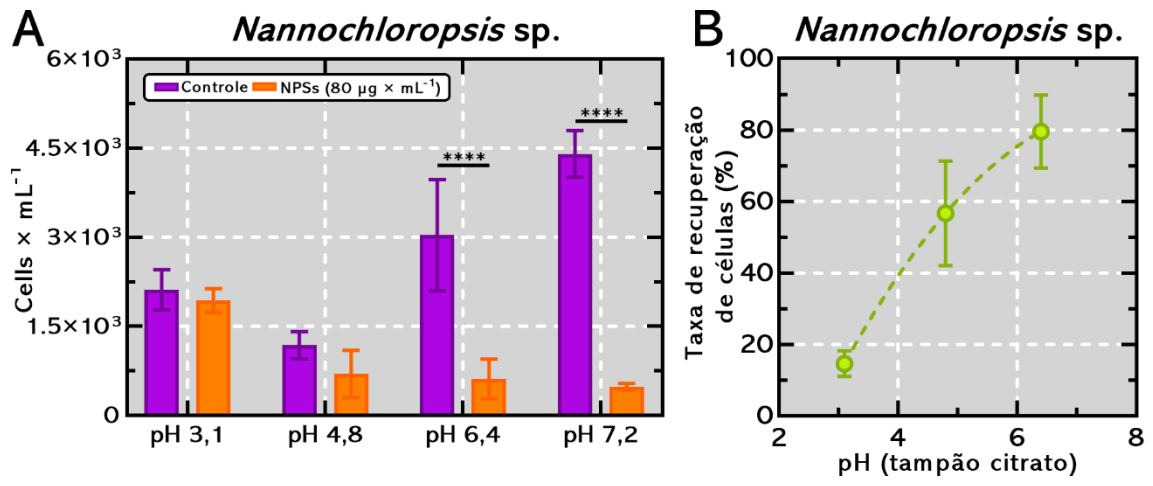 A
Nannochloropsis sp.
Cells × mL⁻¹
6×10³
4.5×10³
3×10³
1.5×10³
0
Controle NPSs (80 µg × mL⁻¹)
****
****
pH 3,1 pH 4,8 pH 6,4 pH 7,2
B
Nannochloropsis sp.
Taxa de recuperação
de células (%)
100
80
60
40
20
0
2 4 6 8
pH (tampão citrato)